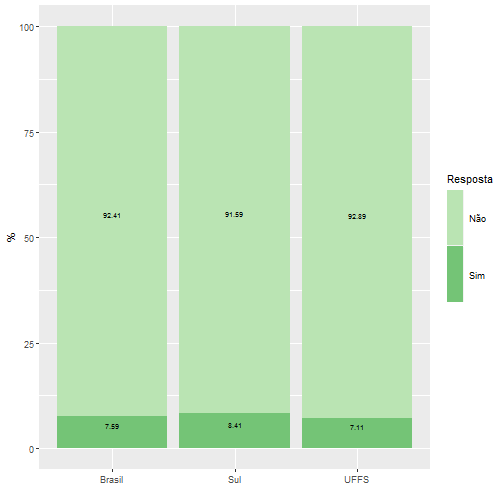 100
75
50
25
0
%
92.41
91.59
92.89
7.59
8.41
7.11
Brasil
Sul
UFFS
Resposta
Não
Sim